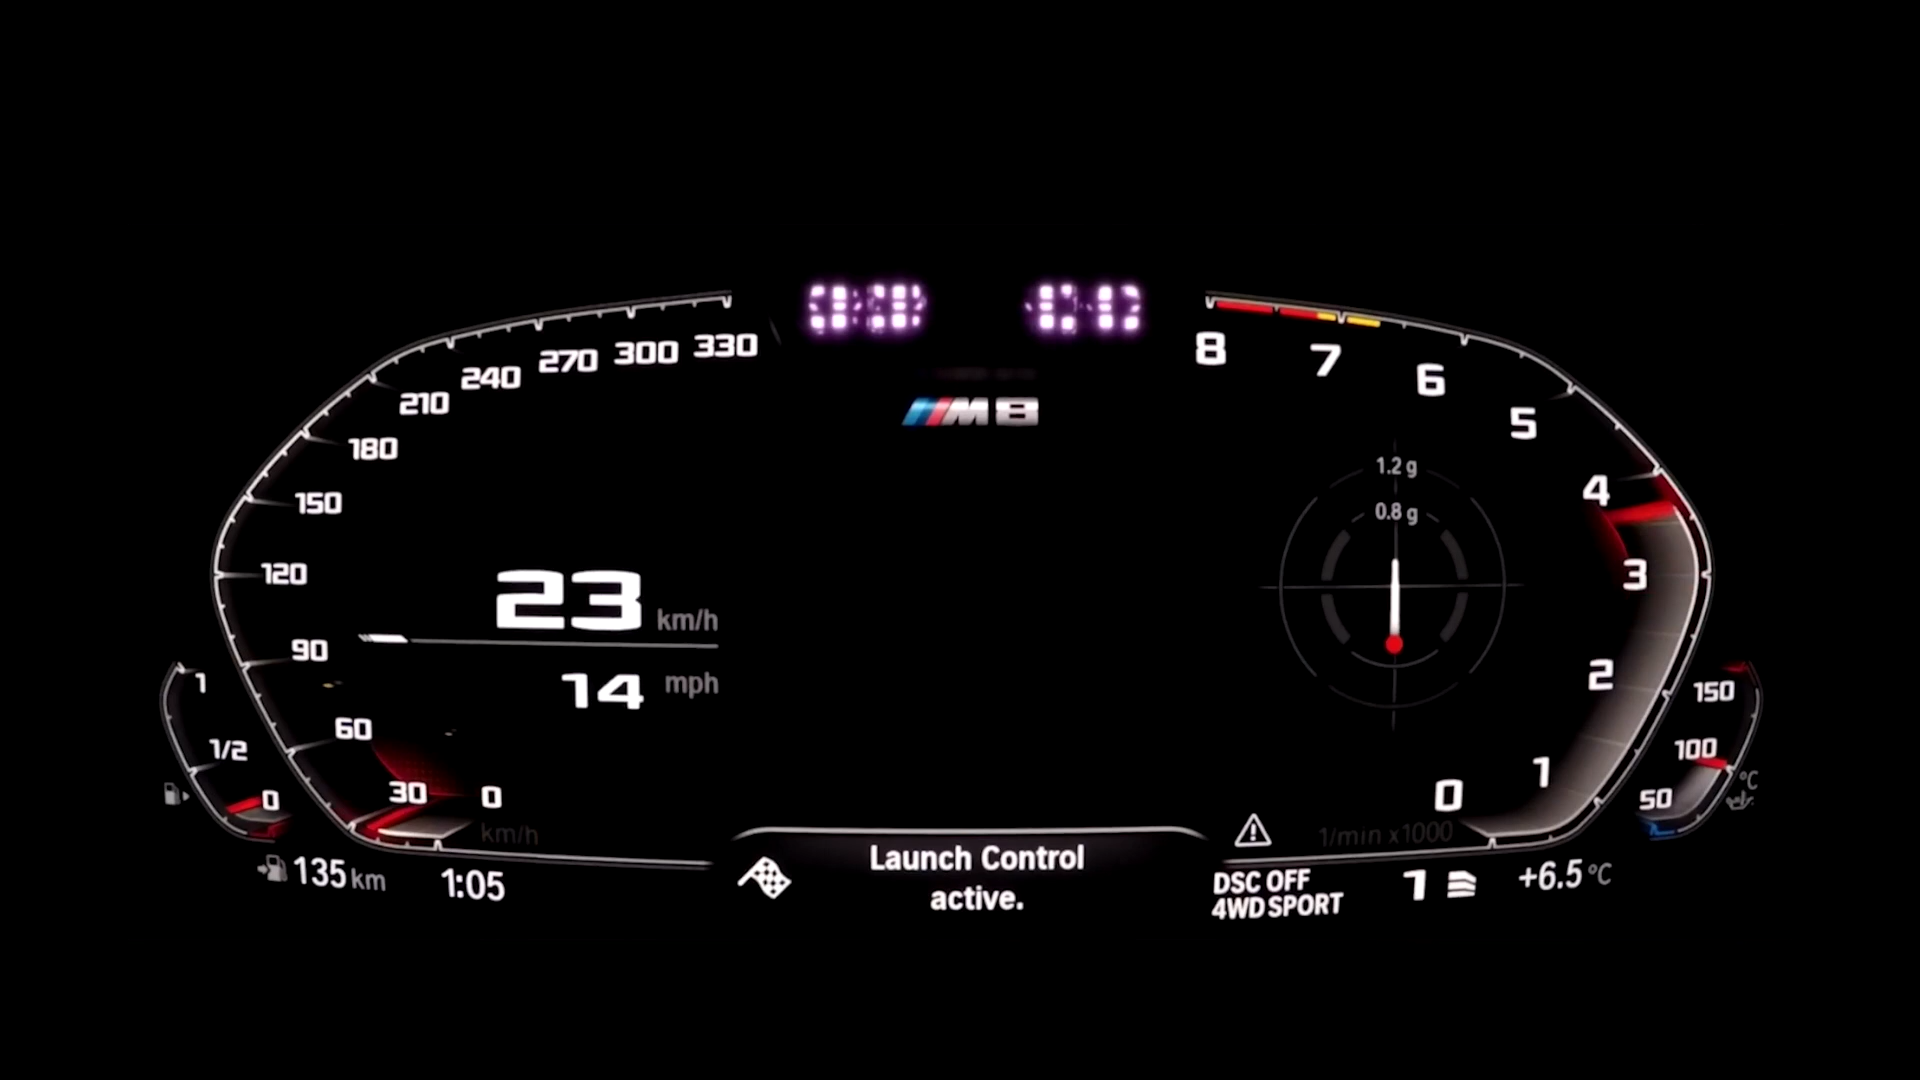 330
300
270
240
210
180
150
120
90
60
30
0
km/h
23 km/h
14 mph
1
1/2
0
135 km
1:05
M8
Launch Control
active.
8
7
6
5
4
3
2
1
0
1/min x1000
1.2 g
0.8 g
DSC OFF
4WD SPORT
1
+6.5 °C
150
100
50
°C